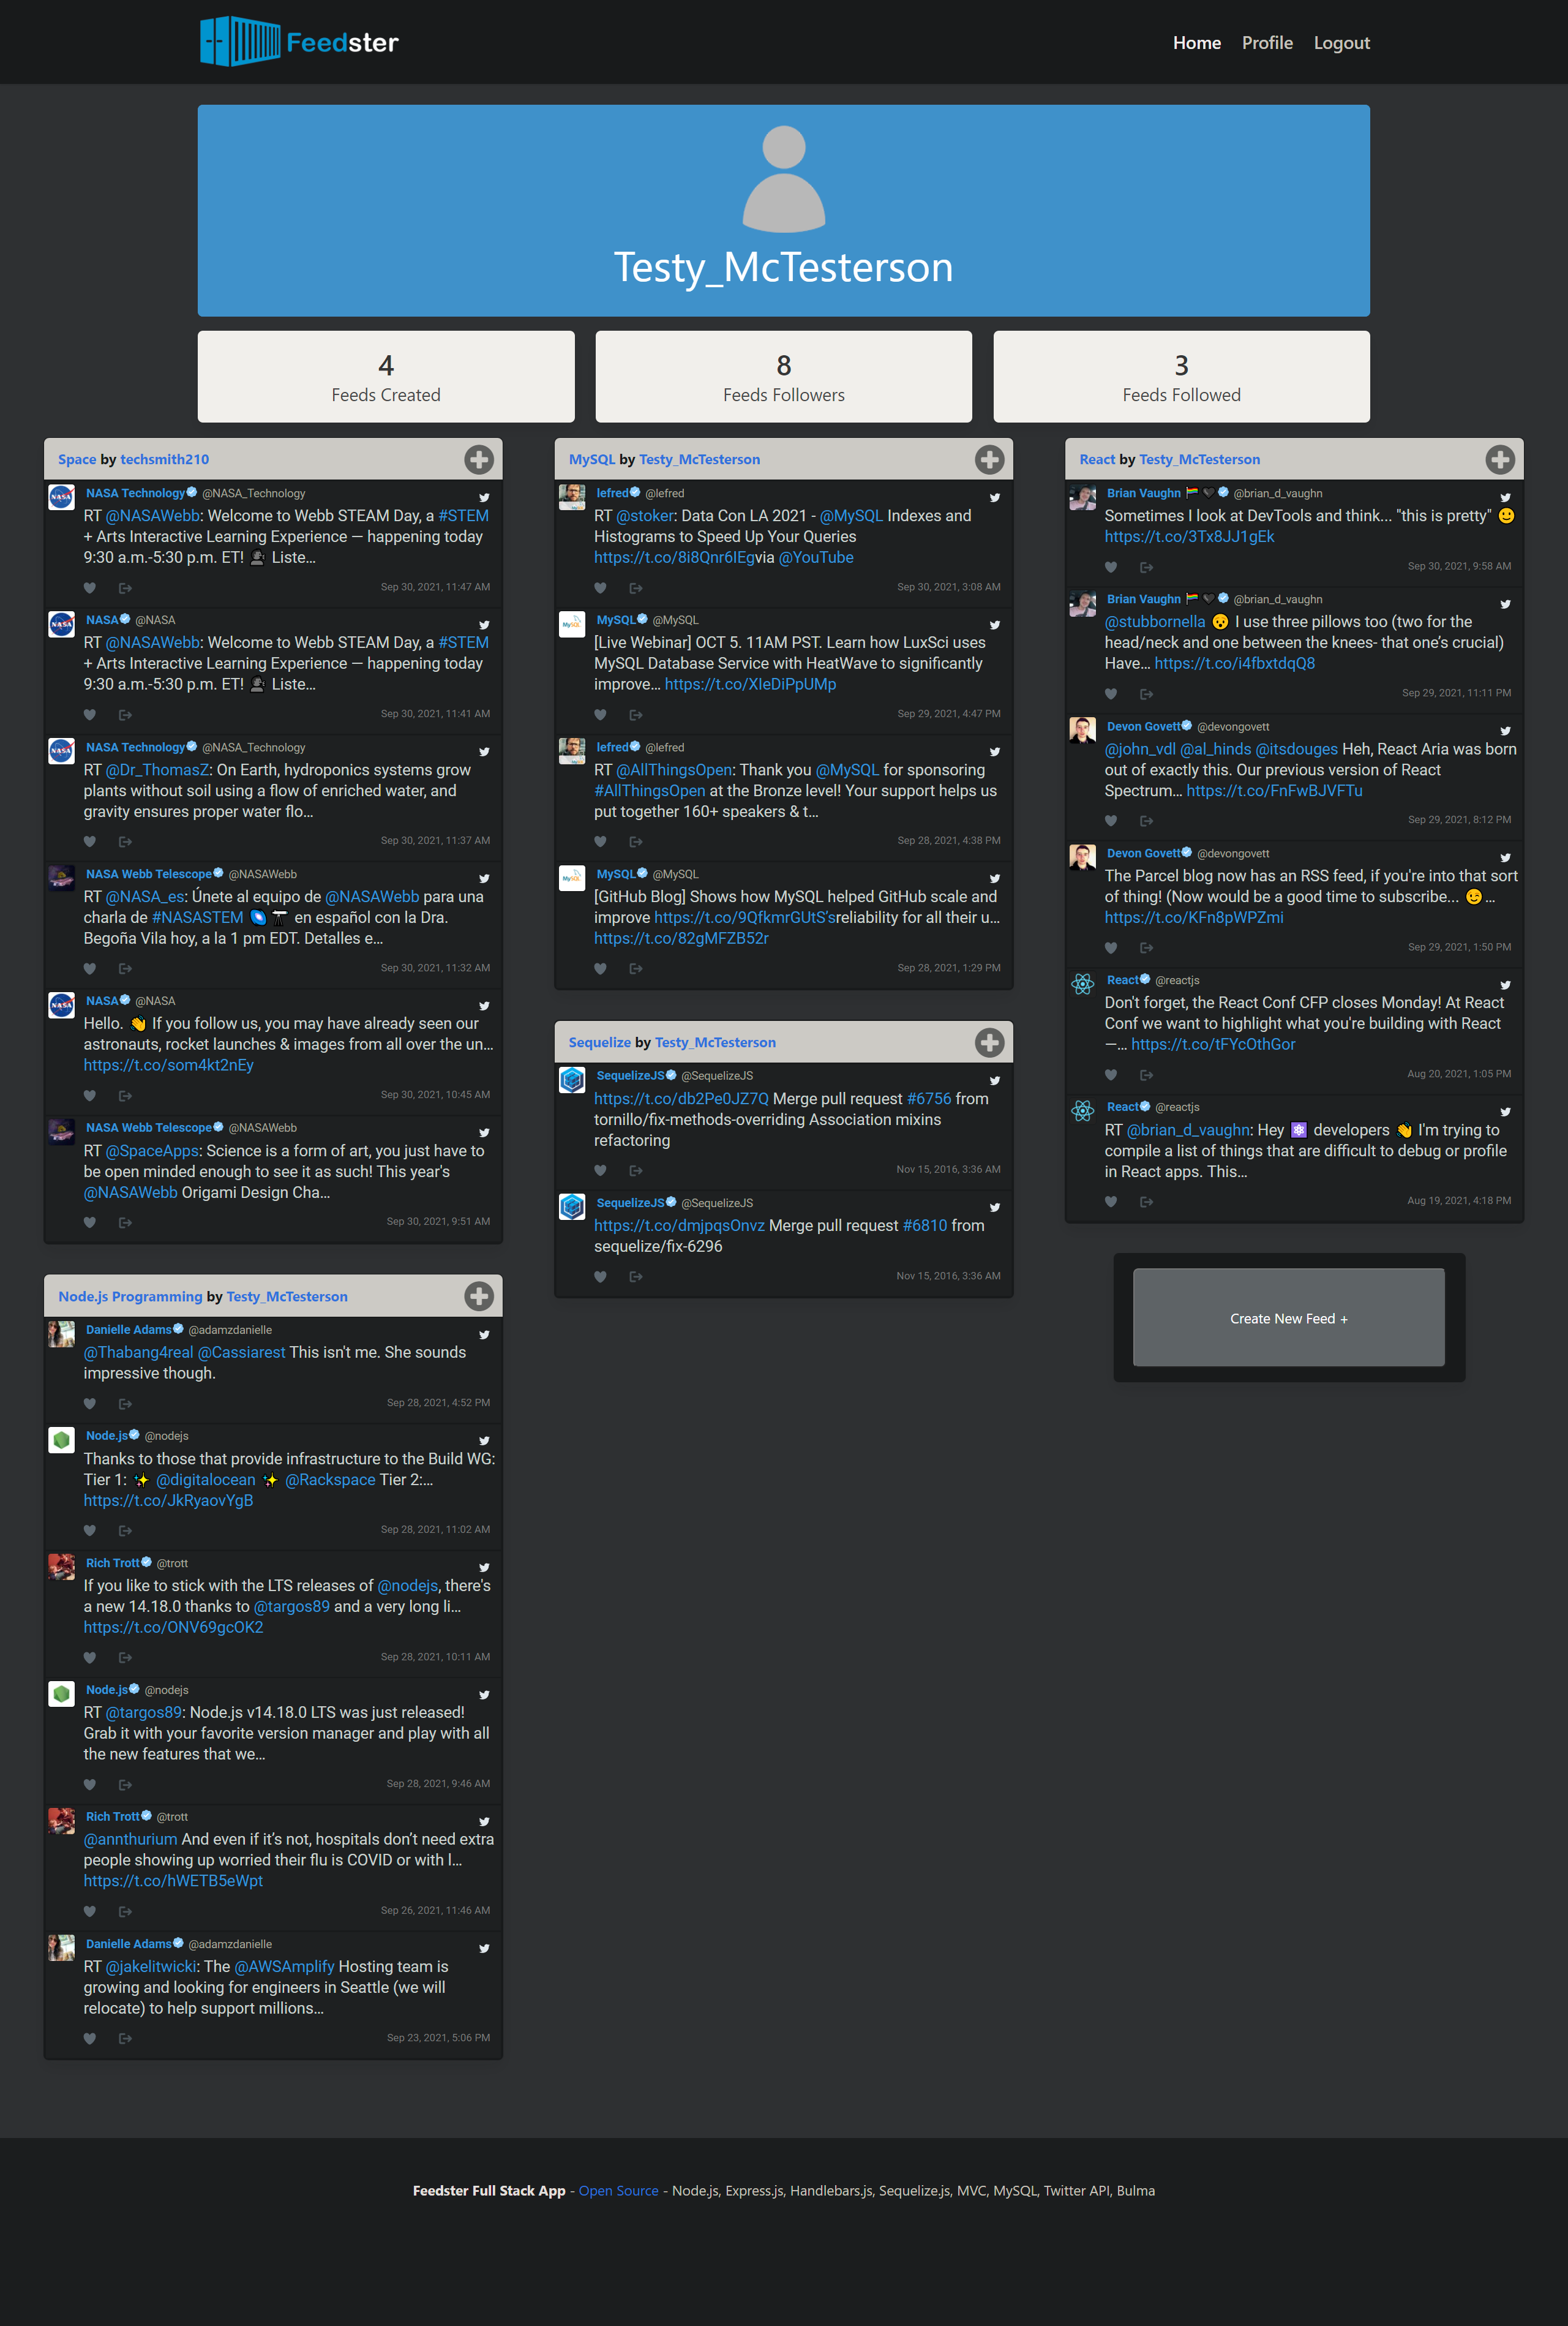 Feedster
Home Profile Logout
Testy_McTesterson
4
Feeds Created
8
Feeds Followers
3
Feeds Followed
Space by techsmith210
NASA Technology @NASA_Technology
RT @NASAWebb: Welcome to Webb STEAM Day, a #STEM
+ Arts Interactive Learning Experience — happening today
9:30 a.m.-5:30 p.m. ET! 👩🏿‍🚀 Liste…
Sep 30, 2021, 11:47 AM
NASA @NASA
RT @NASAWebb: Welcome to Webb STEAM Day, a #STEM
+ Arts Interactive Learning Experience — happening today
9:30 a.m.-5:30 p.m. ET! 👩🏿‍🚀 Liste…
Sep 30, 2021, 11:41 AM
NASA Technology @NASA_Technology
RT @Dr_ThomasZ: On Earth, hydroponics systems grow
plants without soil using a flow of enriched water, and
gravity ensures proper water flo…
Sep 30, 2021, 11:37 AM
NASA Webb Telescope @NASAWebb
RT @NASA_es: Únete al equipo de @NASAWebb para una
charla de #NASASTEM 🌌🔭 en español con la Dra.
Begoña Vila hoy, a la 1 pm EDT. Detalles e…
Sep 30, 2021, 11:32 AM
NASA @NASA
Hello. 👋 If you follow us, you may have already seen our
astronauts, rocket launches & images from all over the un…
https://t.co/som4kt2nEy
Sep 30, 2021, 10:45 AM
NASA Webb Telescope @NASAWebb
RT @SpaceApps: Science is a form of art, you just have to
be open minded enough to see it as such! This year's
@NASAWebb Origami Design Cha…
Sep 30, 2021, 9:51 AM
Node.js Programming by Testy_McTesterson
Danielle Adams @adamzdanielle
@Thabang4real @Cassiarest This isn't me. She sounds
impressive though.
Sep 28, 2021, 4:52 PM
Node.js @nodejs
Thanks to those that provide infrastructure to the Build WG:
Tier 1: ✨ @digitalocean ✨ @Rackspace Tier 2:…
https://t.co/JkRyaovYgB
Sep 28, 2021, 11:02 AM
Rich Trott @trott
If you like to stick with the LTS releases of @nodejs, there's
a new 14.18.0 thanks to @targos89 and a very long li…
https://t.co/ONV69gcOK2
Sep 28, 2021, 10:11 AM
Node.js @nodejs
RT @targos89: Node.js v14.18.0 LTS was just released!
Grab it with your favorite version manager and play with all
the new features that we…
Sep 28, 2021, 9:46 AM
Rich Trott @trott
@annthurium And even if it’s not, hospitals don’t need extra
people showing up worried their flu is COVID or with l…
https://t.co/hWETB5eWpt
Sep 26, 2021, 11:46 AM
Danielle Adams @adamzdanielle
RT @jakelitwicki: The @AWSAmplify Hosting team is
growing and looking for engineers in Seattle (we will
relocate) to help support millions…
Sep 23, 2021, 5:06 PM
MySQL by Testy_McTesterson
lefred @lefred
RT @stoker: Data Con LA 2021 - @MySQL Indexes and
Histograms to Speed Up Your Queries
https://t.co/8i8Qnr6IEgvia @YouTube
Sep 30, 2021, 3:08 AM
MySQL @MySQL
[Live Webinar] OCT 5. 11AM PST. Learn how LuxSci uses
MySQL Database Service with HeatWave to significantly
improve… https://t.co/XIeDiPpUMp
Sep 29, 2021, 4:47 PM
lefred @lefred
RT @AllThingsOpen: Thank you @MySQL for sponsoring
#AllThingsOpen at the Bronze level! Your support helps us
put together 160+ speakers & t…
Sep 28, 2021, 4:38 PM
MySQL @MySQL
[GitHub Blog] Shows how MySQL helped GitHub scale and
improve https://t.co/9QfkmrGUtS’sreliability for all their u…
https://t.co/82gMFZB52r
Sep 28, 2021, 1:29 PM
Sequelize by Testy_McTesterson
SequelizeJS @SequelizeJS
https://t.co/db2Pe0JZ7Q Merge pull request #6756 from
tornillo/fix-methods-overriding Association mixins
refactoring
Nov 15, 2016, 3:36 AM
SequelizeJS @SequelizeJS
https://t.co/dmjpqsOnvz Merge pull request #6810 from
sequelize/fix-6296
Nov 15, 2016, 3:36 AM
React by Testy_McTesterson
Brian Vaughn 🏳️‍🌈🖤 @brian_d_vaughn
Sometimes I look at DevTools and think... "this is pretty" 🙂
https://t.co/3Tx8JJ1gEk
Sep 30, 2021, 9:58 AM
Brian Vaughn 🏳️‍🌈🖤 @brian_d_vaughn
@stubbornella 😮 I use three pillows too (two for the
head/neck and one between the knees- that one’s crucial)
Have… https://t.co/i4fbxtdqQ8
Sep 29, 2021, 11:11 PM
Devon Govett @devongovett
@john_vdl @al_hinds @itsdouges Heh, React Aria was born
out of exactly this. Our previous version of React
Spectrum… https://t.co/FnFwBJVFTu
Sep 29, 2021, 8:12 PM
Devon Govett @devongovett
The Parcel blog now has an RSS feed, if you're into that sort
of thing! (Now would be a good time to subscribe... 😉…
https://t.co/KFn8pWPZmi
Sep 29, 2021, 1:50 PM
React @reactjs
Don't forget, the React Conf CFP closes Monday! At React
Conf we want to highlight what you're building with React
—… https://t.co/tFYcOthGor
Aug 20, 2021, 1:05 PM
React @reactjs
RT @brian_d_vaughn: Hey ⚛️ developers 👋 I'm trying to
compile a list of things that are difficult to debug or profile
in React apps. This…
Aug 19, 2021, 4:18 PM
Create New Feed +
Feedster Full Stack App - Open Source - Node.js, Express.js, Handlebars.js, Sequelize.js, MVC, MySQL, Twitter API, Bulma